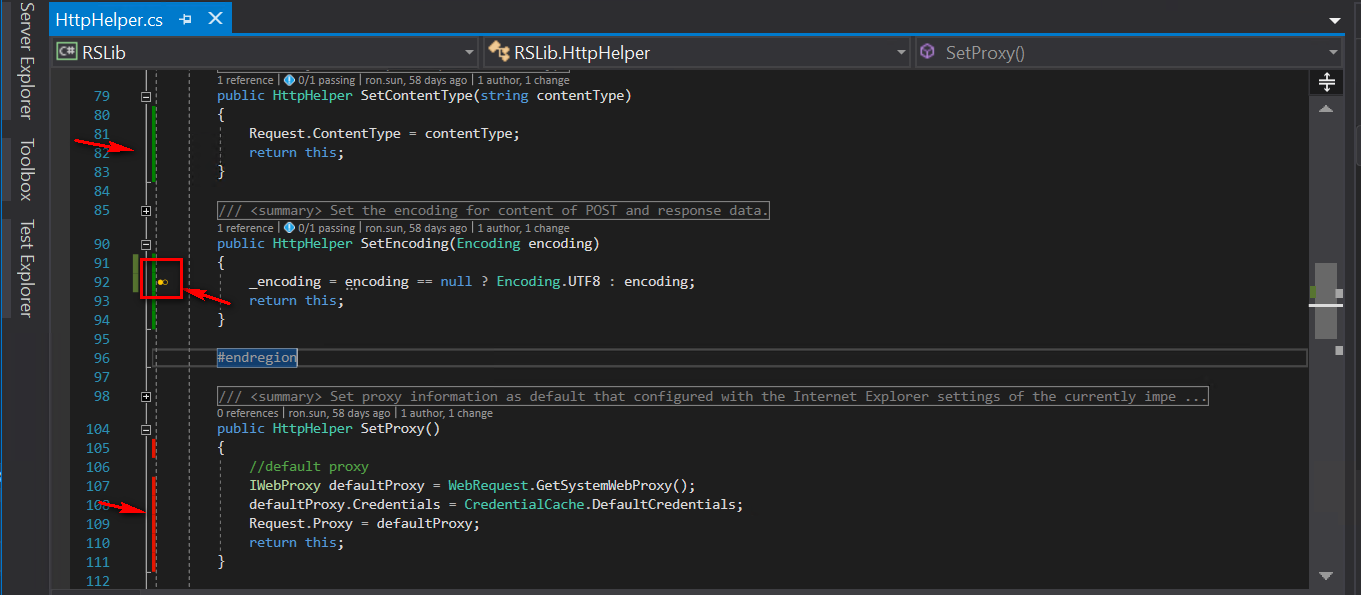 Server Explorer
Toolbox
Test Explorer
HttpHelper.cs
C# RSLib
RSLib.HttpHelper
SetProxy()
1 reference | 0/1 passing | ron.sun, 58 days ago | 1 author, 1 change
79 public HttpHelper SetContentType(string contentType)
80 {
81 Request.ContentType = contentType;
82 return this;
83 }
84
85 /// <summary> Set the encoding for content of POST and response data.
1 reference | 0/1 passing | ron.sun, 58 days ago | 1 author, 1 change
90 public HttpHelper SetEncoding(Encoding encoding)
91 {
92 _encoding = encoding == null ? Encoding.UTF8 : encoding;
93 return this;
94 }
95
96 #endregion
97
98 /// <summary> Set proxy information as default that configured with the Internet Explorer settings of the currently impe ...
0 references | ron.sun, 58 days ago | 1 author, 1 change
104 public HttpHelper SetProxy()
105 {
106 //default proxy
107 IWebProxy defaultProxy = WebRequest.GetSystemWebProxy();
108 defaultProxy.Credentials = CredentialCache.DefaultCredentials;
109 Request.Proxy = defaultProxy;
110 return this;
111 }
112